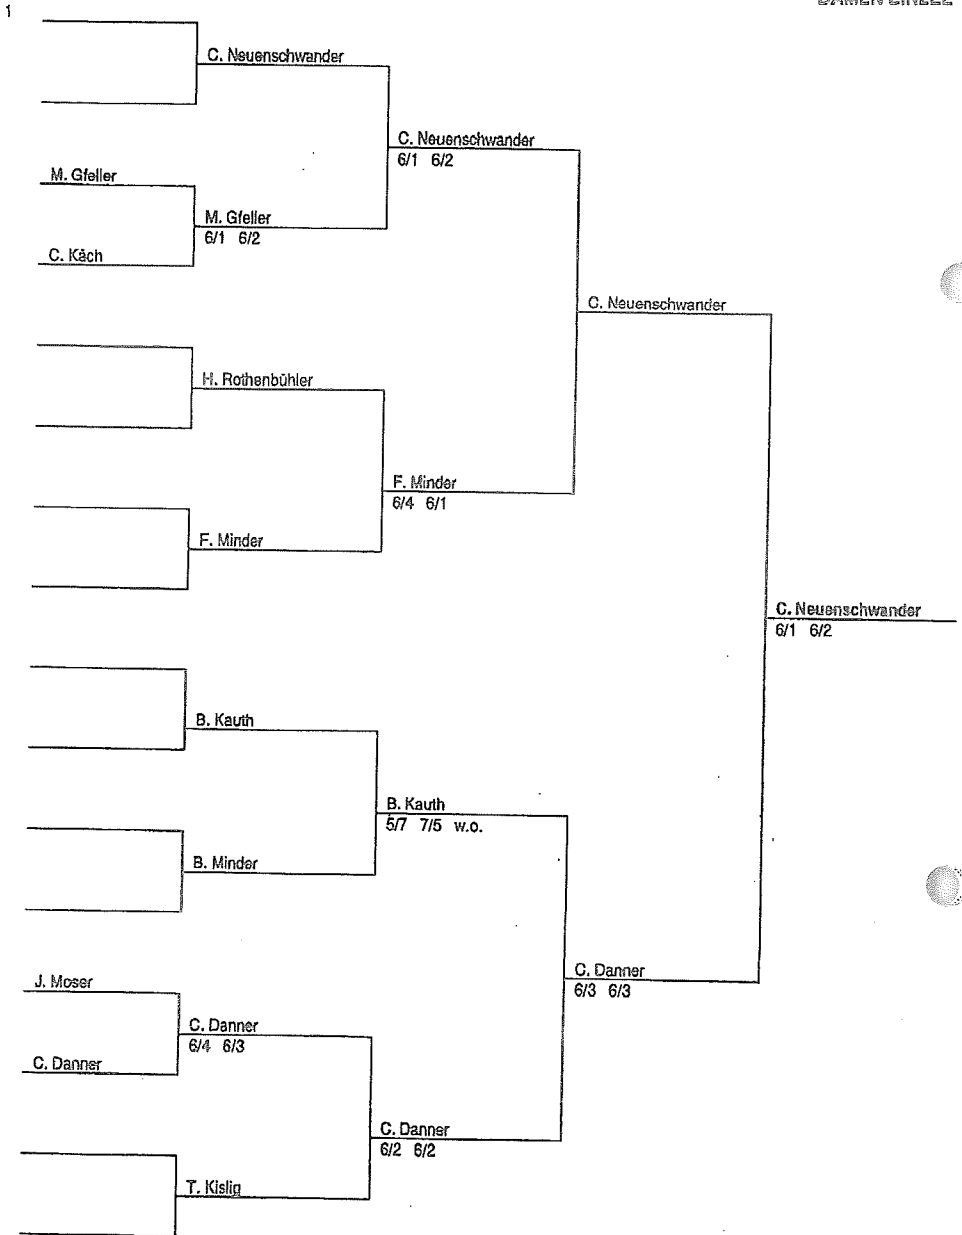 1
C. Neuenschwander
C. Neuenschwander
6/1 6/2
M. Gfeller
M. Gfeller
6/1 6/2
C. Käch
C. Neuenschwander
H. Rothenbühler
F. Minder
6/4 6/1
F. Minder
C. Neuenschwander
6/1 6/2
B. Kauth
B. Kauth
5/7 7/5 w.o.
B. Minder
C. Danner
6/3 6/3
J. Moser
C. Danner
6/4 6/3
C. Danner
C. Danner
6/2 6/2
T. Kislig